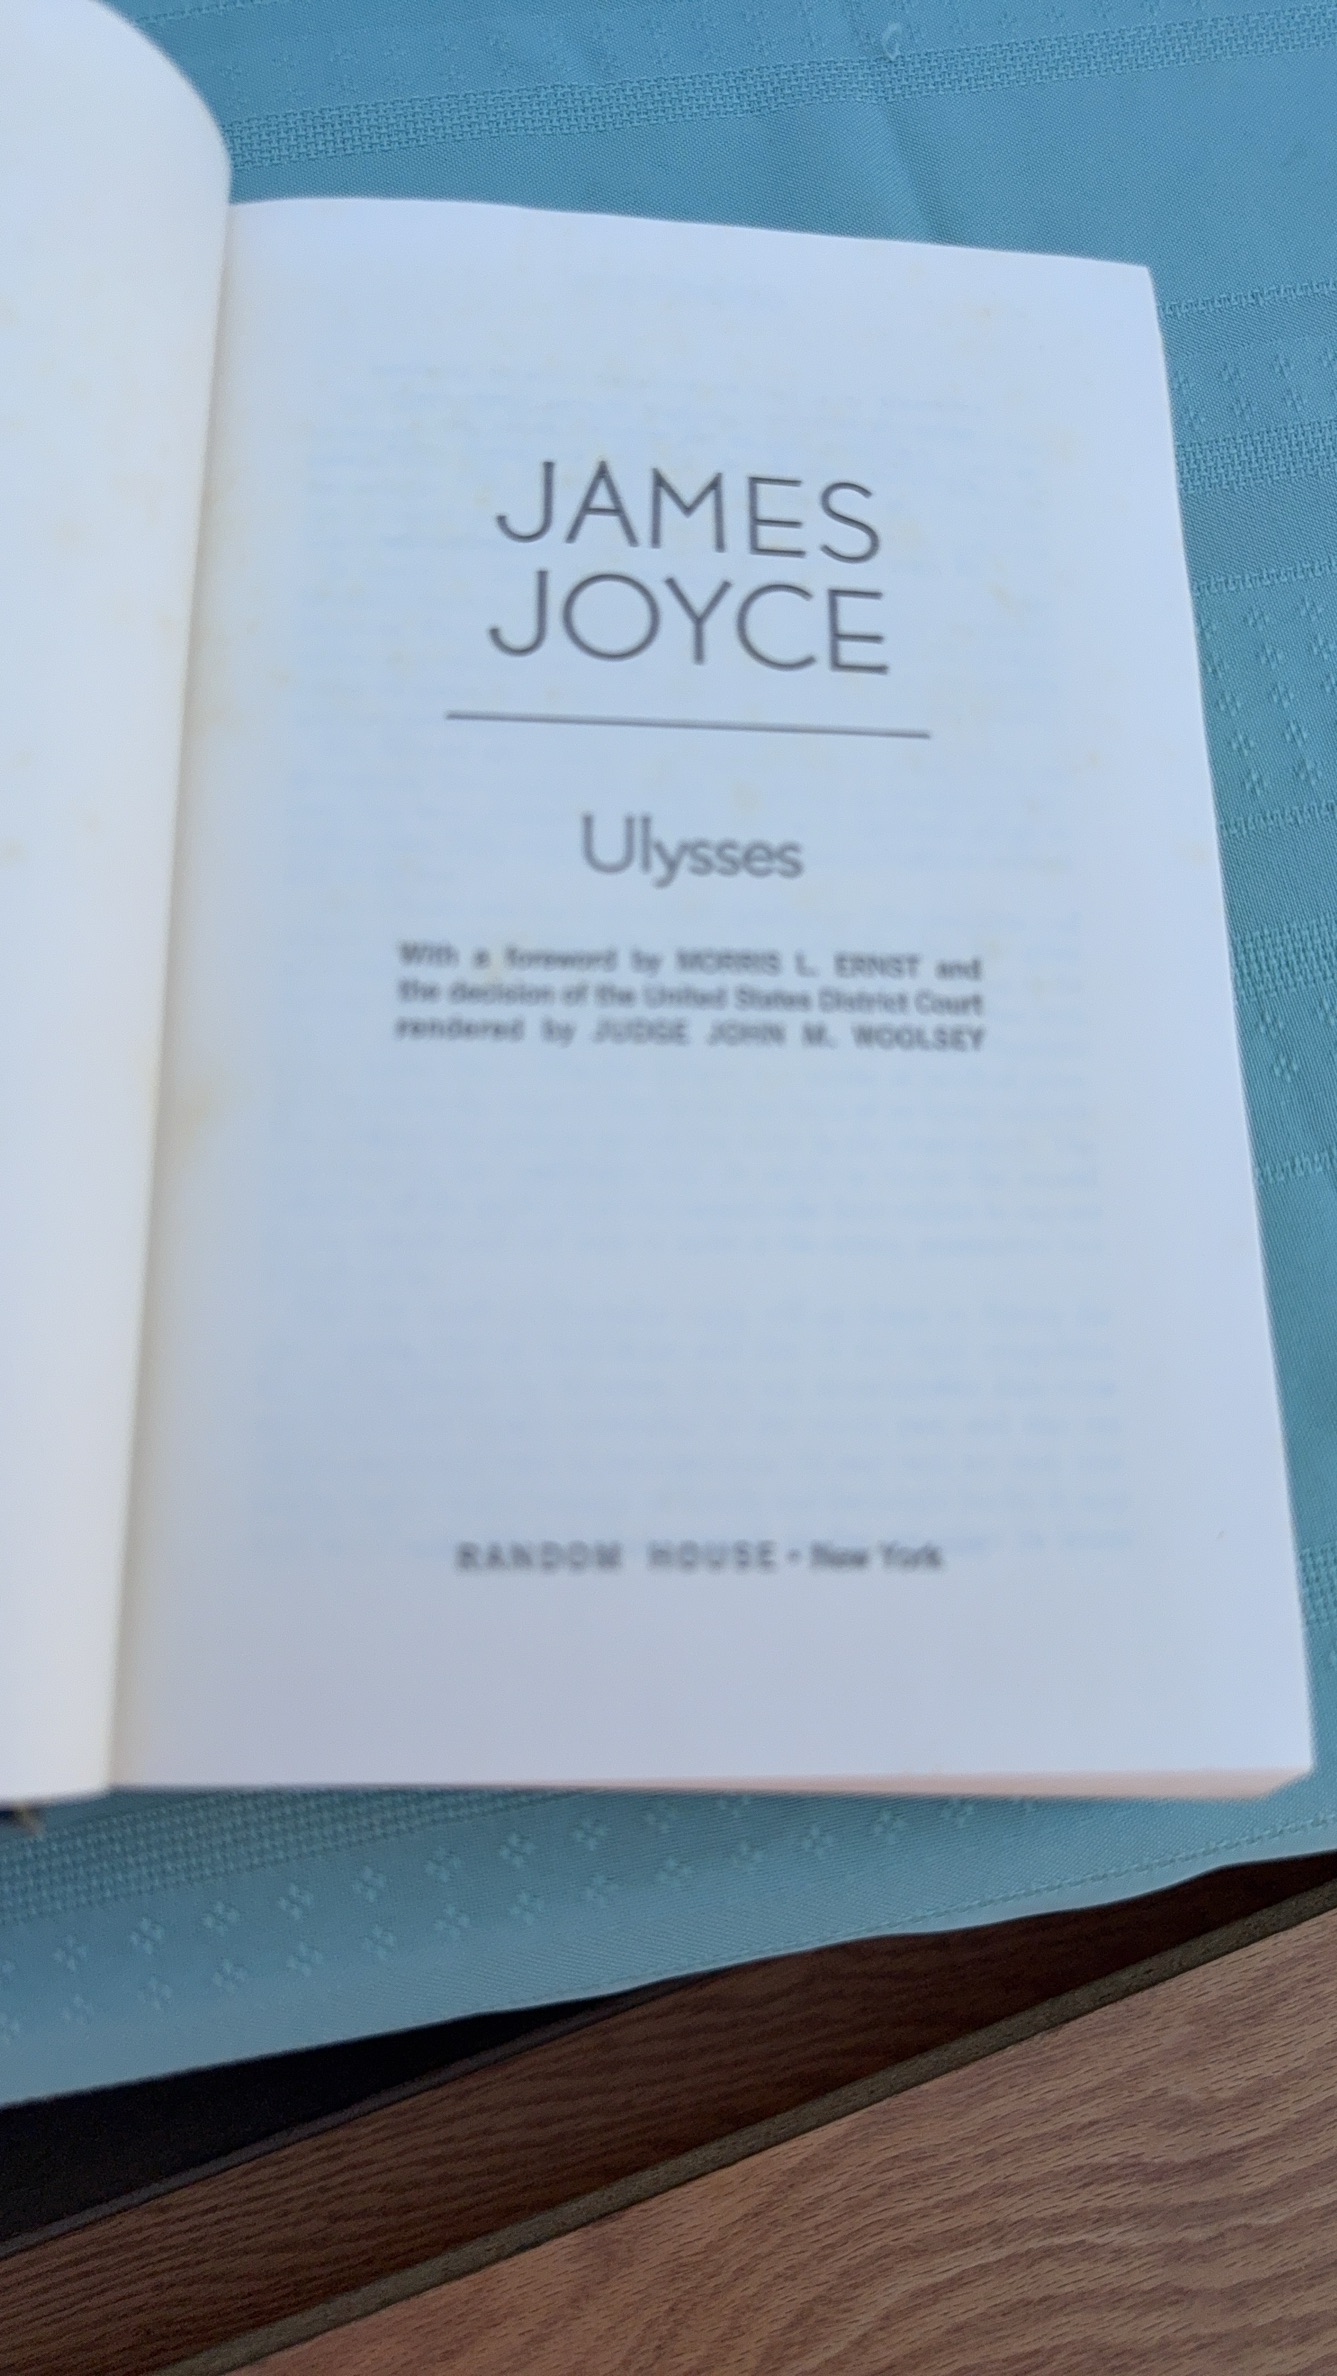 JAMES
JOYCE
Ulysses
With a foreword by MORRIS L. ERNST and
the decision of the United States District Court
rendered by JUDGE JOHN M. WOOLSEY
RANDOM HOUSE • New York